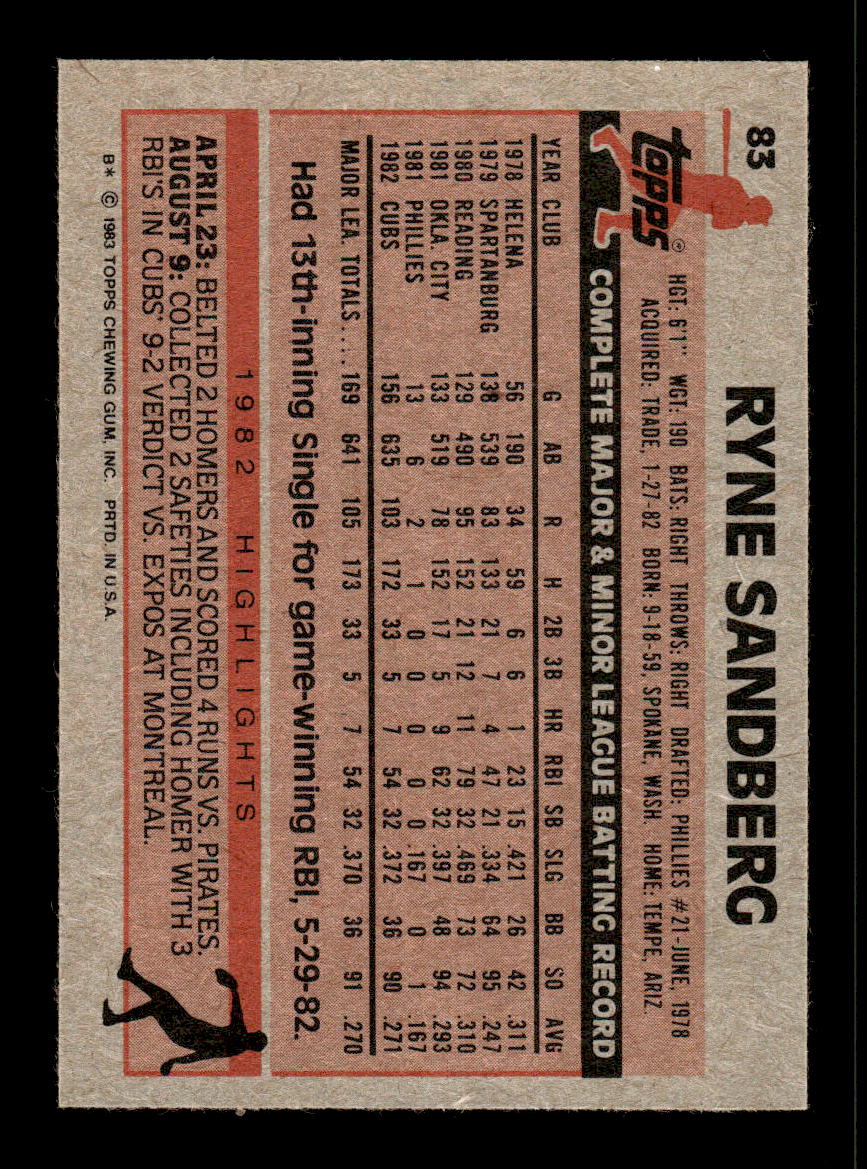 83
RYNE SANDBERG
Topps®
HGT: 6'1" WGT: 190 BATS: RIGHT THROWS: RIGHT DRAFTED: PHILLIES #21-JUNE, 1978
ACQUIRED: TRADE, 1-27-82 BORN: 9-18-59, SPOKANE, WASH HOME: TEMPE, ARIZ
COMPLETE MAJOR & MINOR LEAGUE BATTING RECORD
YEAR CLUB G AB R H 2B 3B HR RBI SB SLG BB SO AVG
1978 HELENA 56 190 34 59 6 6 1 23 15 .421 26 42 .311
1979 SPARTANBURG 138 539 83 133 21 7 4 47 21 .334 64 95 .247
1980 READING 129 490 95 152 21 12 11 79 32 .469 73 72 .310
1981 OKLA. CITY 133 519 78 152 17 5 9 62 32 .397 48 94 .293
1981 PHILLIES 13 6 2 1 0 0 0 0 0 .167 0 1 .167
1982 CUBS 156 635 103 172 33 5 7 54 32 .372 36 90 .271
MAJOR LEA. TOTALS.... 169 641 105 173 33 5 7 54 32 .370 36 91 .270
Had 13th-inning Single for game-winning RBI, 5-29-82.
1982 HIGHLIGHTS
APRIL 23: BELTED 2 HOMERS AND SCORED 4 RUNS VS. PIRATES.
AUGUST 9: COLLECTED 2 SAFETIES INCLUDING HOMER WITH 3
RBI'S IN CUBS' 9-2 VERDICT VS. EXPOS AT MONTREAL.
B* © 1983 TOPPS CHEWING GUM, INC. PRTD. IN U.S.A.